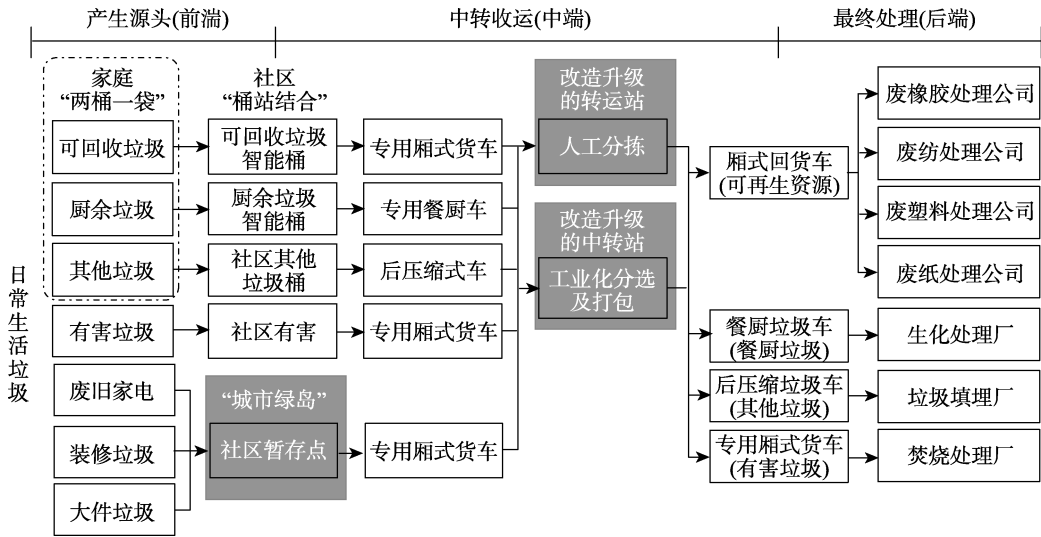 产生源头(前湍)
中转收运(中端)
最终处理(后端)
日常生活垃圾
家庭
“两桶一袋”
可回收垃圾
厨余垃圾
其他垃圾
有害垃圾
废旧家电
装修垃圾
大件垃圾
社区
“桶站结合”
可回收垃圾
智能桶
厨余垃圾
智能桶
社区其他
垃圾桶
社区有害
“城市绿岛”
社区暂存点
专用厢式货车
专用餐厨车
后压缩式车
专用厢式货车
专用厢式货车
改造升级
的转运站
人工分拣
改造升级
的中转站
工业化分选
及打包
厢式回货车
(可再生资源)
餐厨垃圾车
(餐厨垃圾)
后压缩垃圾车
(其他垃圾)
专用厢式货车
(有害垃圾)
废橡胶处理公司
废纺处理公司
废塑料处理公司
废纸处理公司
生化处理厂
垃圾填埋厂
焚烧处理厂